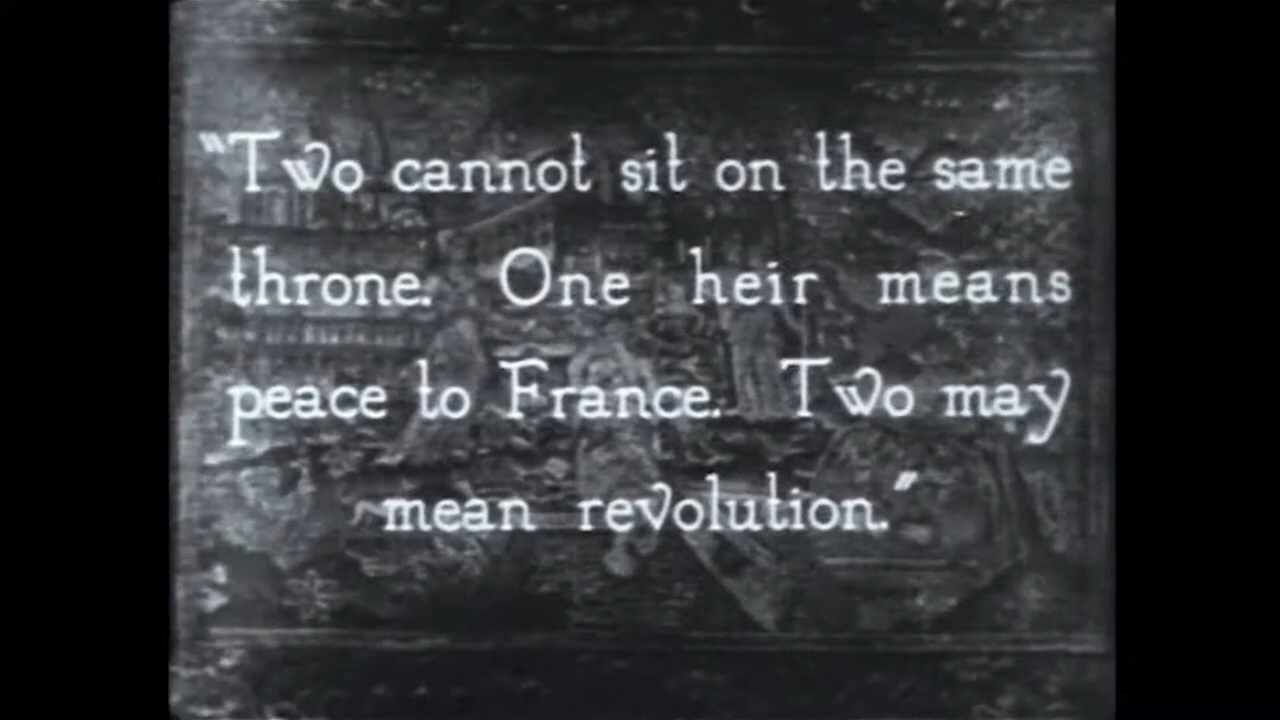 "Two cannot sit on the same
throne. One heir means
peace to France. Two may
mean revolution."